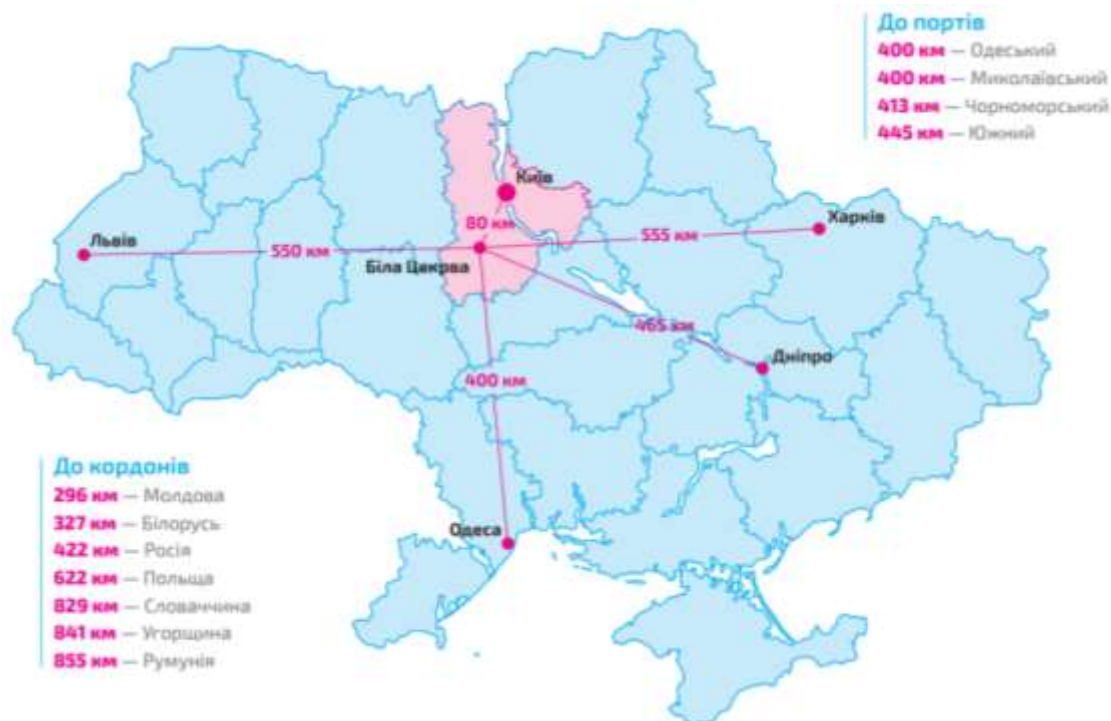 До портів
400 км — Одеський
400 км — Миколаївський
413 км — Чорноморський
445 км — Южний
Київ
80 км
Харків
Львів
550 км
555 км
Біла Цекрва
465 км
Дніпро
400 км
Одеса
До кордонів
296 км — Молдова
327 км — Білорусь
422 км — Росія
622 км — Польща
829 км — Словаччина
841 км — Угорщина
855 км — Румунія